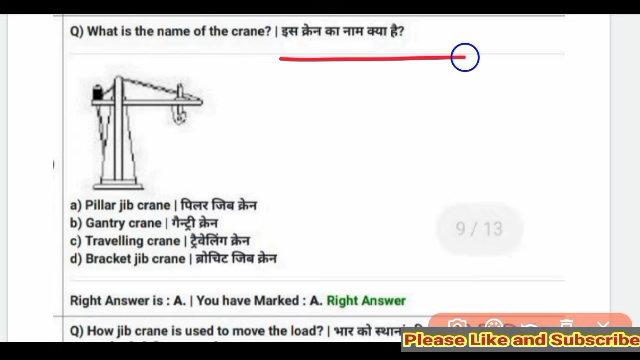 Q) What is the name of the crane? | इस क्रेन का नाम क्या है?
a) Pillar jib crane | पिलर जिब क्रेन
b) Gantry crane | गैन्ट्री क्रेन
c) Travelling crane | ट्रैवेलिंग क्रेन
d) Bracket jib crane | ब्रोचिट जिब क्रेन
9 / 13
Right Answer is : A. | You have Marked : A. Right Answer
Q) How jib crane is used to move the load? | भार को
Please Like and Subscribe